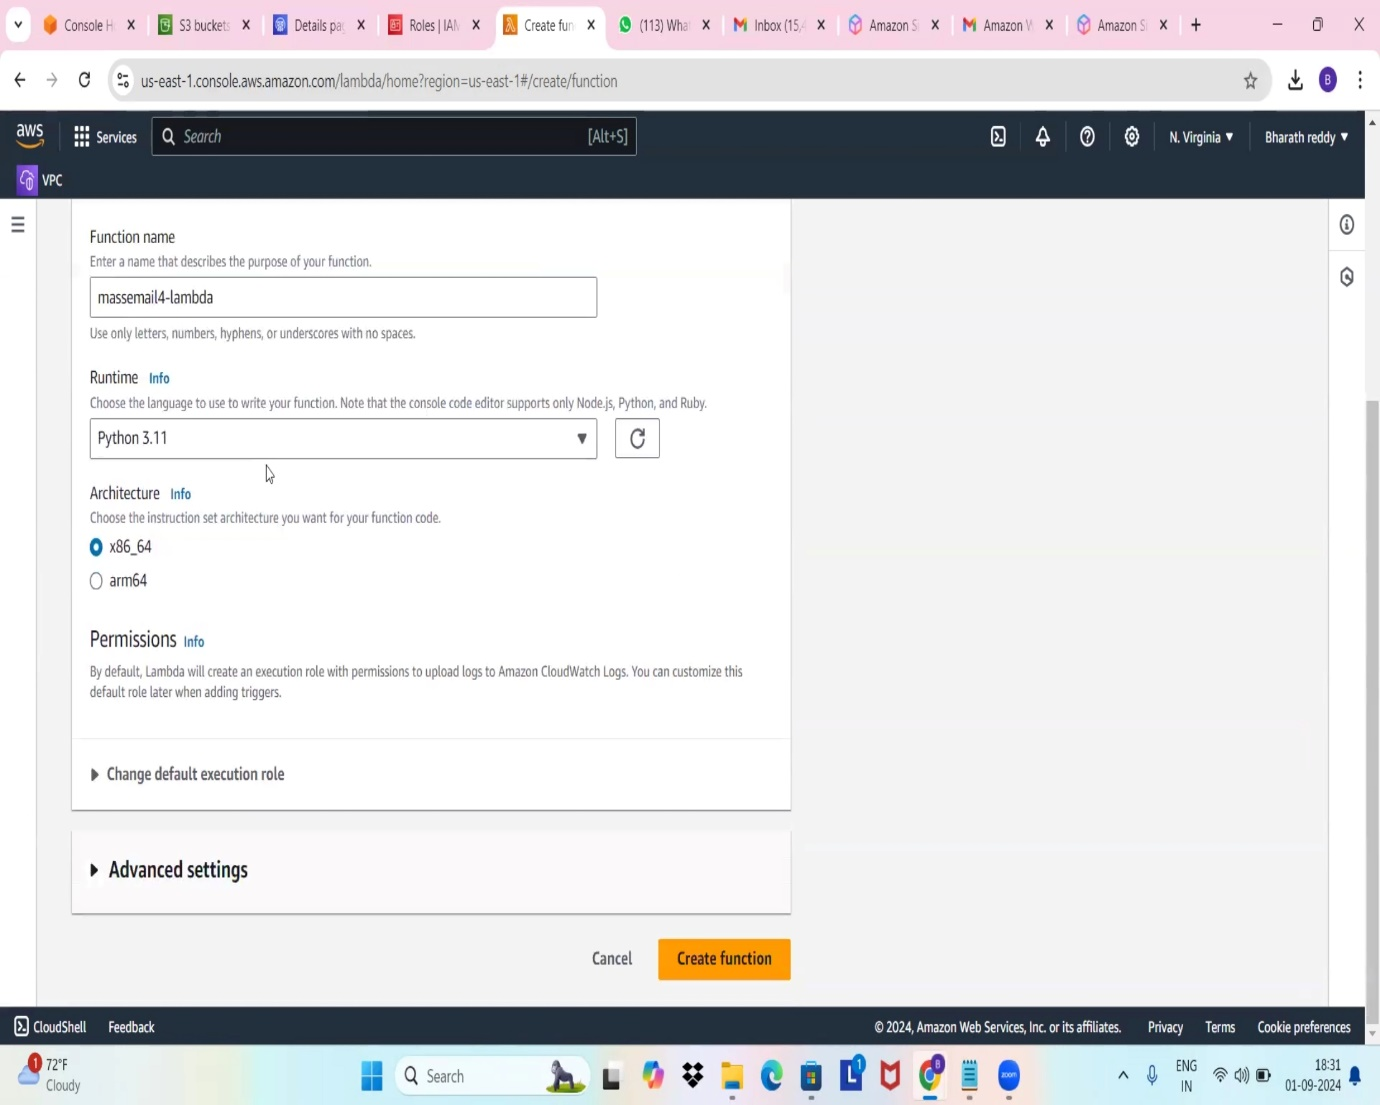 Console H
S3 buckets
Details pa
Roles | IAM
Create fun
(113) Wha
Inbox (15,4
Amazon S
Amazon W
Amazon S
us-east-1.console.aws.amazon.com/lambda/home?region=us-east-1#/create/function
B
aws
Services
Search
[Alt+S]
N. Virginia
Bharath reddy
VPC
Function name
Enter a name that describes the purpose of your function.
massemail4-lambda
Use only letters, numbers, hyphens, or underscores with no spaces.
Runtime Info
Choose the language to use to write your function. Note that the console code editor supports only Node.js, Python, and Ruby.
Python 3.11
Architecture Info
Choose the instruction set architecture you want for your function code.
x86_64
arm64
Permissions Info
By default, Lambda will create an execution role with permissions to upload logs to Amazon CloudWatch Logs. You can customize this
default role later when adding triggers.
Change default execution role
Advanced settings
Cancel
Create function
CloudShell
Feedback
© 2024, Amazon Web Services, Inc. or its affiliates.
Privacy
Terms
Cookie preferences
1
72°F
Cloudy
Search
L
1
B
zoom
ENG
IN
18:31
01-09-2024